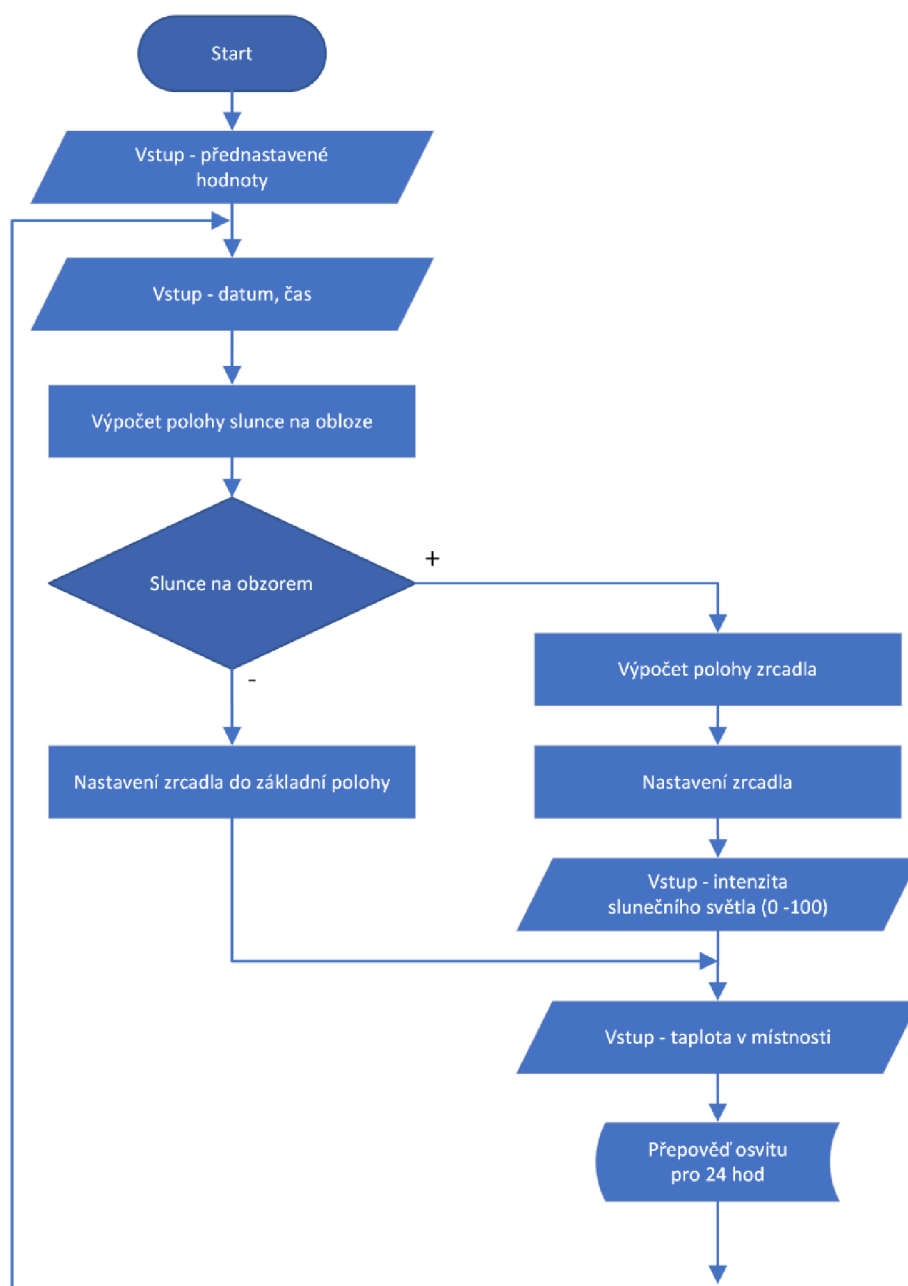 Start
Vstup - přednastavené
hodnoty
Vstup - datum, čas
Výpočet polohy slunce na obloze
Slunce na obzorem
+
-
Výpočet polohy zrcadla
Nastavení zrcadla do základní polohy
Nastavení zrcadla
Vstup - intenzita
slunečního světla (0 -100)
Vstup - taplota v místnosti
Přepověď osvitu
pro 24 hod